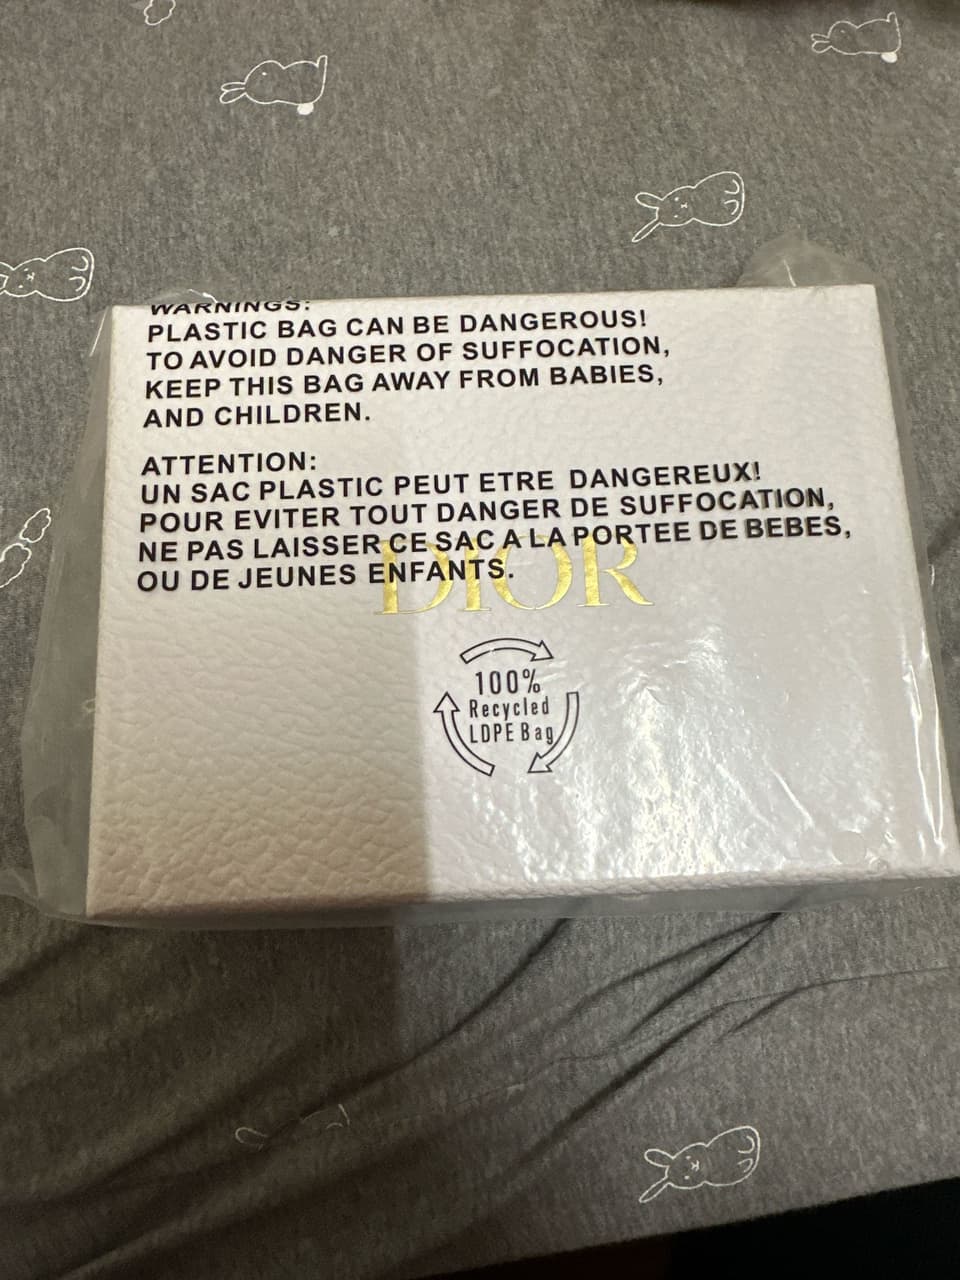 WARNINGS:
PLASTIC BAG CAN BE DANGEROUS!
TO AVOID DANGER OF SUFFOCATION,
KEEP THIS BAG AWAY FROM BABIES,
AND CHILDREN.
ATTENTION:
UN SAC PLASTIC PEUT ETRE DANGEREUX!
POUR EVITER TOUT DANGER DE SUFFOCATION,
NE PAS LAISSER CE SAC A LA PORTEE DE BEBES,
OU DE JEUNES ENFANTS.
DIOR
100%
Recycled
LDPE Bag